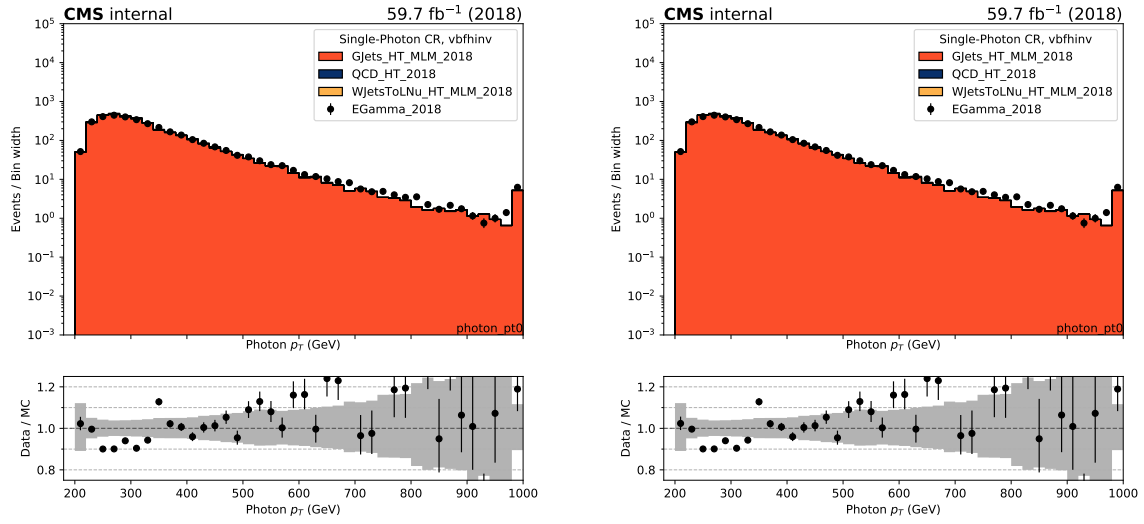 CMS internal 59.7 fb⁻¹ (2018)
Single-Photon CR, vbfhinv
GJets_HT_MLM_2018
QCD_HT_2018
WJetsToLNu_HT_MLM_2018
EGamma_2018
Events / Bin width
10⁵
10⁴
10³
10²
10¹
10⁰
10⁻¹
10⁻²
10⁻³
photon_pt0
Photon p_T (GeV)
Data / MC
1.2
1.0
0.8
200 300 400 500 600 700 800 900 1000
Photon p_T (GeV)
CMS internal 59.7 fb⁻¹ (2018)
Single-Photon CR, vbfhinv
GJets_HT_MLM_2018
QCD_HT_2018
WJetsToLNu_HT_MLM_2018
EGamma_2018
Events / Bin width
10⁵
10⁴
10³
10²
10¹
10⁰
10⁻¹
10⁻²
10⁻³
photon_pt0
Photon p_T (GeV)
Data / MC
1.2
1.0
0.8
200 300 400 500 600 700 800 900 1000
Photon p_T (GeV)